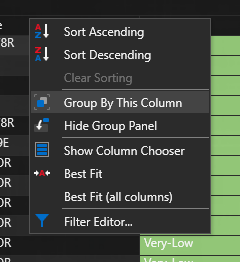 Sort Ascending
78R
Sort Descending
Clear Sorting
Group By This Column
Hide Group Panel
Show Column Chooser
Best Fit
Best Fit (all columns)
Filter Editor...
Very-Low